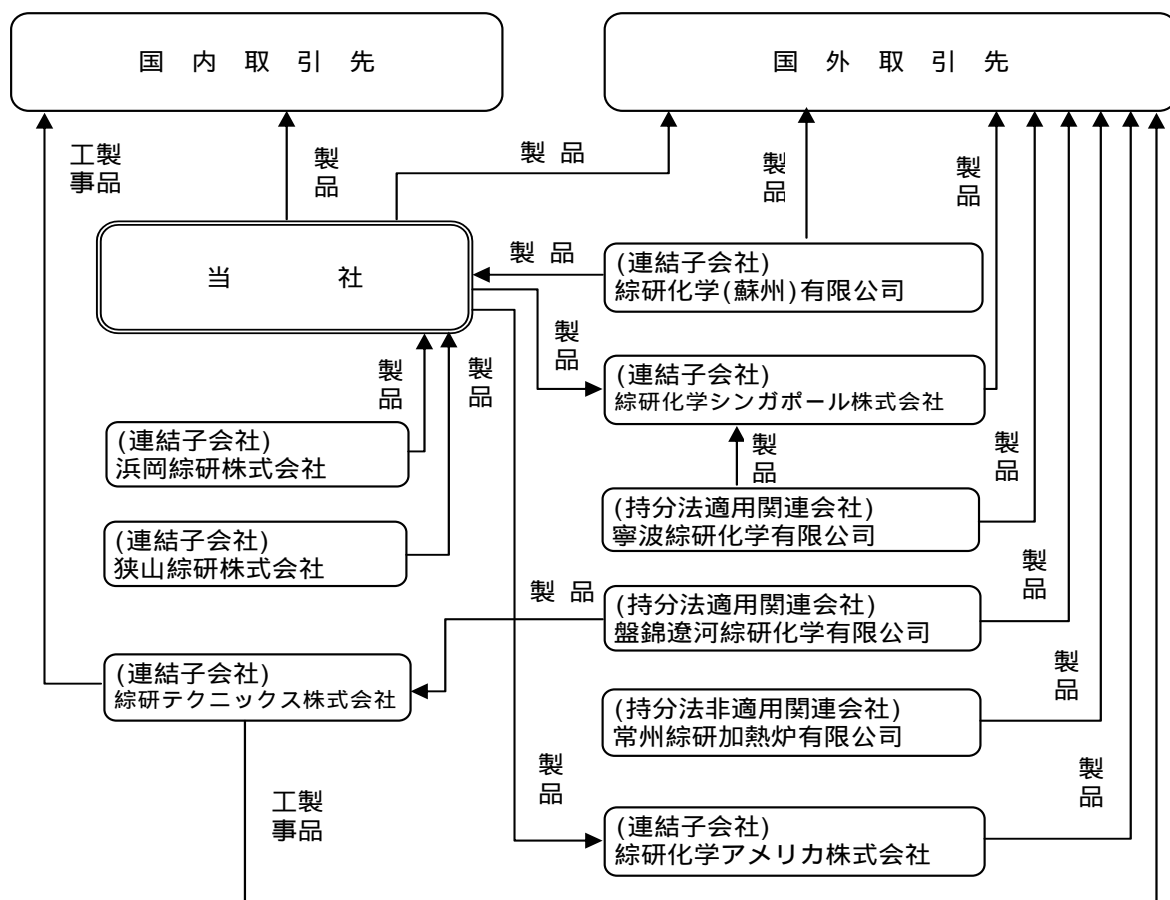 国内取引先
国外取引先
製品
工事
製品
製品
製品
製品
製品
当社
製品
(連結子会社)
綜研化学(蘇州)有限公司
製品
製品
製品
(連結子会社)
綜研化学シンガポール株式会社
(連結子会社)
浜岡綜研株式会社
製品
製品
(持分法適用関連会社)
寧波綜研化学有限公司
(連結子会社)
狭山綜研株式会社
製品
製品
(持分法適用関連会社)
盤錦遼河綜研化学有限公司
(連結子会社)
綜研テクニックス株式会社
製品
(持分法非適用関連会社)
常州綜研加熱炉有限公司
製品
製品
製品
工事
(連結子会社)
綜研化学アメリカ株式会社